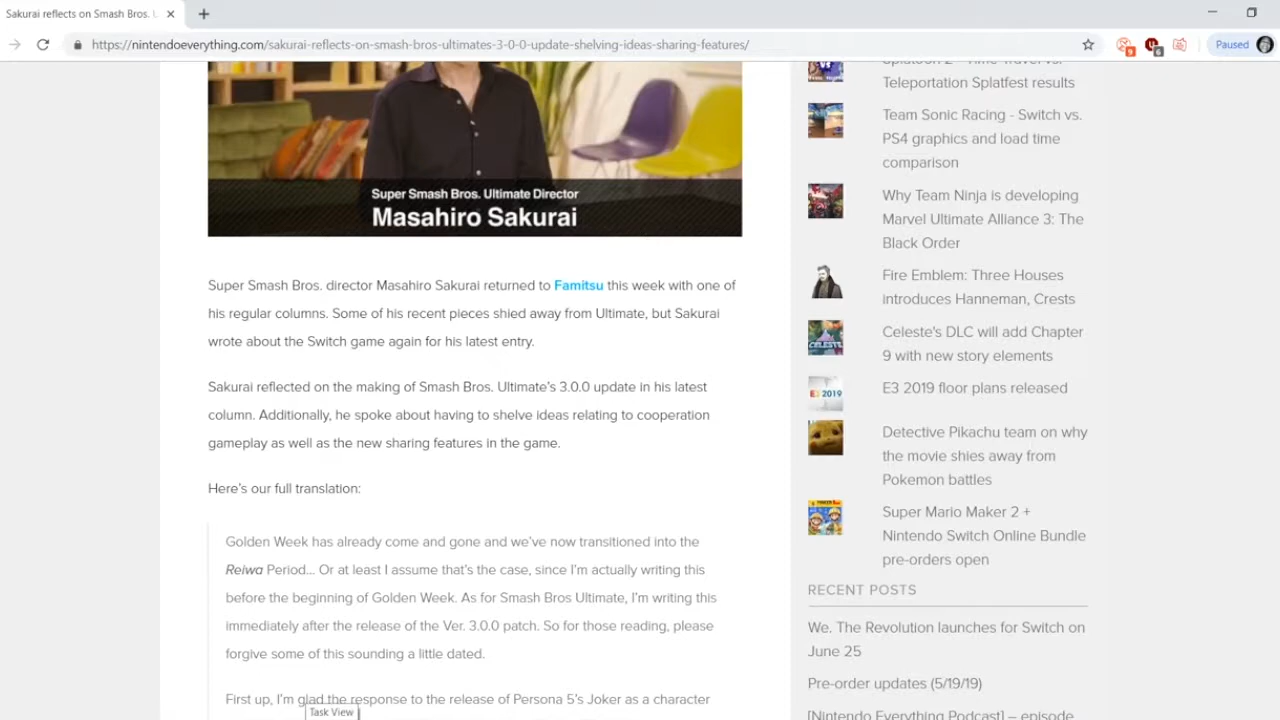 Sakurai reflects on Smash Bros. U
https://nintendoeverything.com/sakurai-reflects-on-smash-bros-ultimates-3-0-0-update-shelving-ideas-sharing-features/
9
6
Paused
Super Smash Bros. Ultimate Director
Masahiro Sakurai
Super Smash Bros. director Masahiro Sakurai returned to Famitsu this week with one of
his regular columns. Some of his recent pieces shied away from Ultimate, but Sakurai
wrote about the Switch game again for his latest entry.
Sakurai reflected on the making of Smash Bros. Ultimate's 3.0.0 update in his latest
column. Additionally, he spoke about having to shelve ideas relating to cooperation
gameplay as well as the new sharing features in the game.
Here's our full translation:
Golden Week has already come and gone and we've now transitioned into the
Reiwa Period... Or at least I assume that's the case, since I'm actually writing this
before the beginning of Golden Week. As for Smash Bros Ultimate, I'm writing this
immediately after the release of the Ver. 3.0.0 patch. So for those reading, please
forgive some of this sounding a little dated.
First up, I'm glad the response to the release of Persona 5's Joker as a character
Task View
Splatoon 2 - Time Travel vs.
Teleportation Splatfest results
Team Sonic Racing - Switch vs.
PS4 graphics and load time
comparison
Why Team Ninja is developing
Marvel Ultimate Alliance 3: The
Black Order
Fire Emblem: Three Houses
introduces Hanneman, Crests
CELESTE
Celeste's DLC will add Chapter
9 with new story elements
E3 2019
E3 2019 floor plans released
Detective Pikachu team on why
the movie shies away from
Pokemon battles
Super Mario Maker 2 +
Nintendo Switch Online Bundle
pre-orders open
RECENT POSTS
We. The Revolution launches for Switch on
June 25
Pre-order updates (5/19/19)
[Nintendo Everything Podcast] – episode